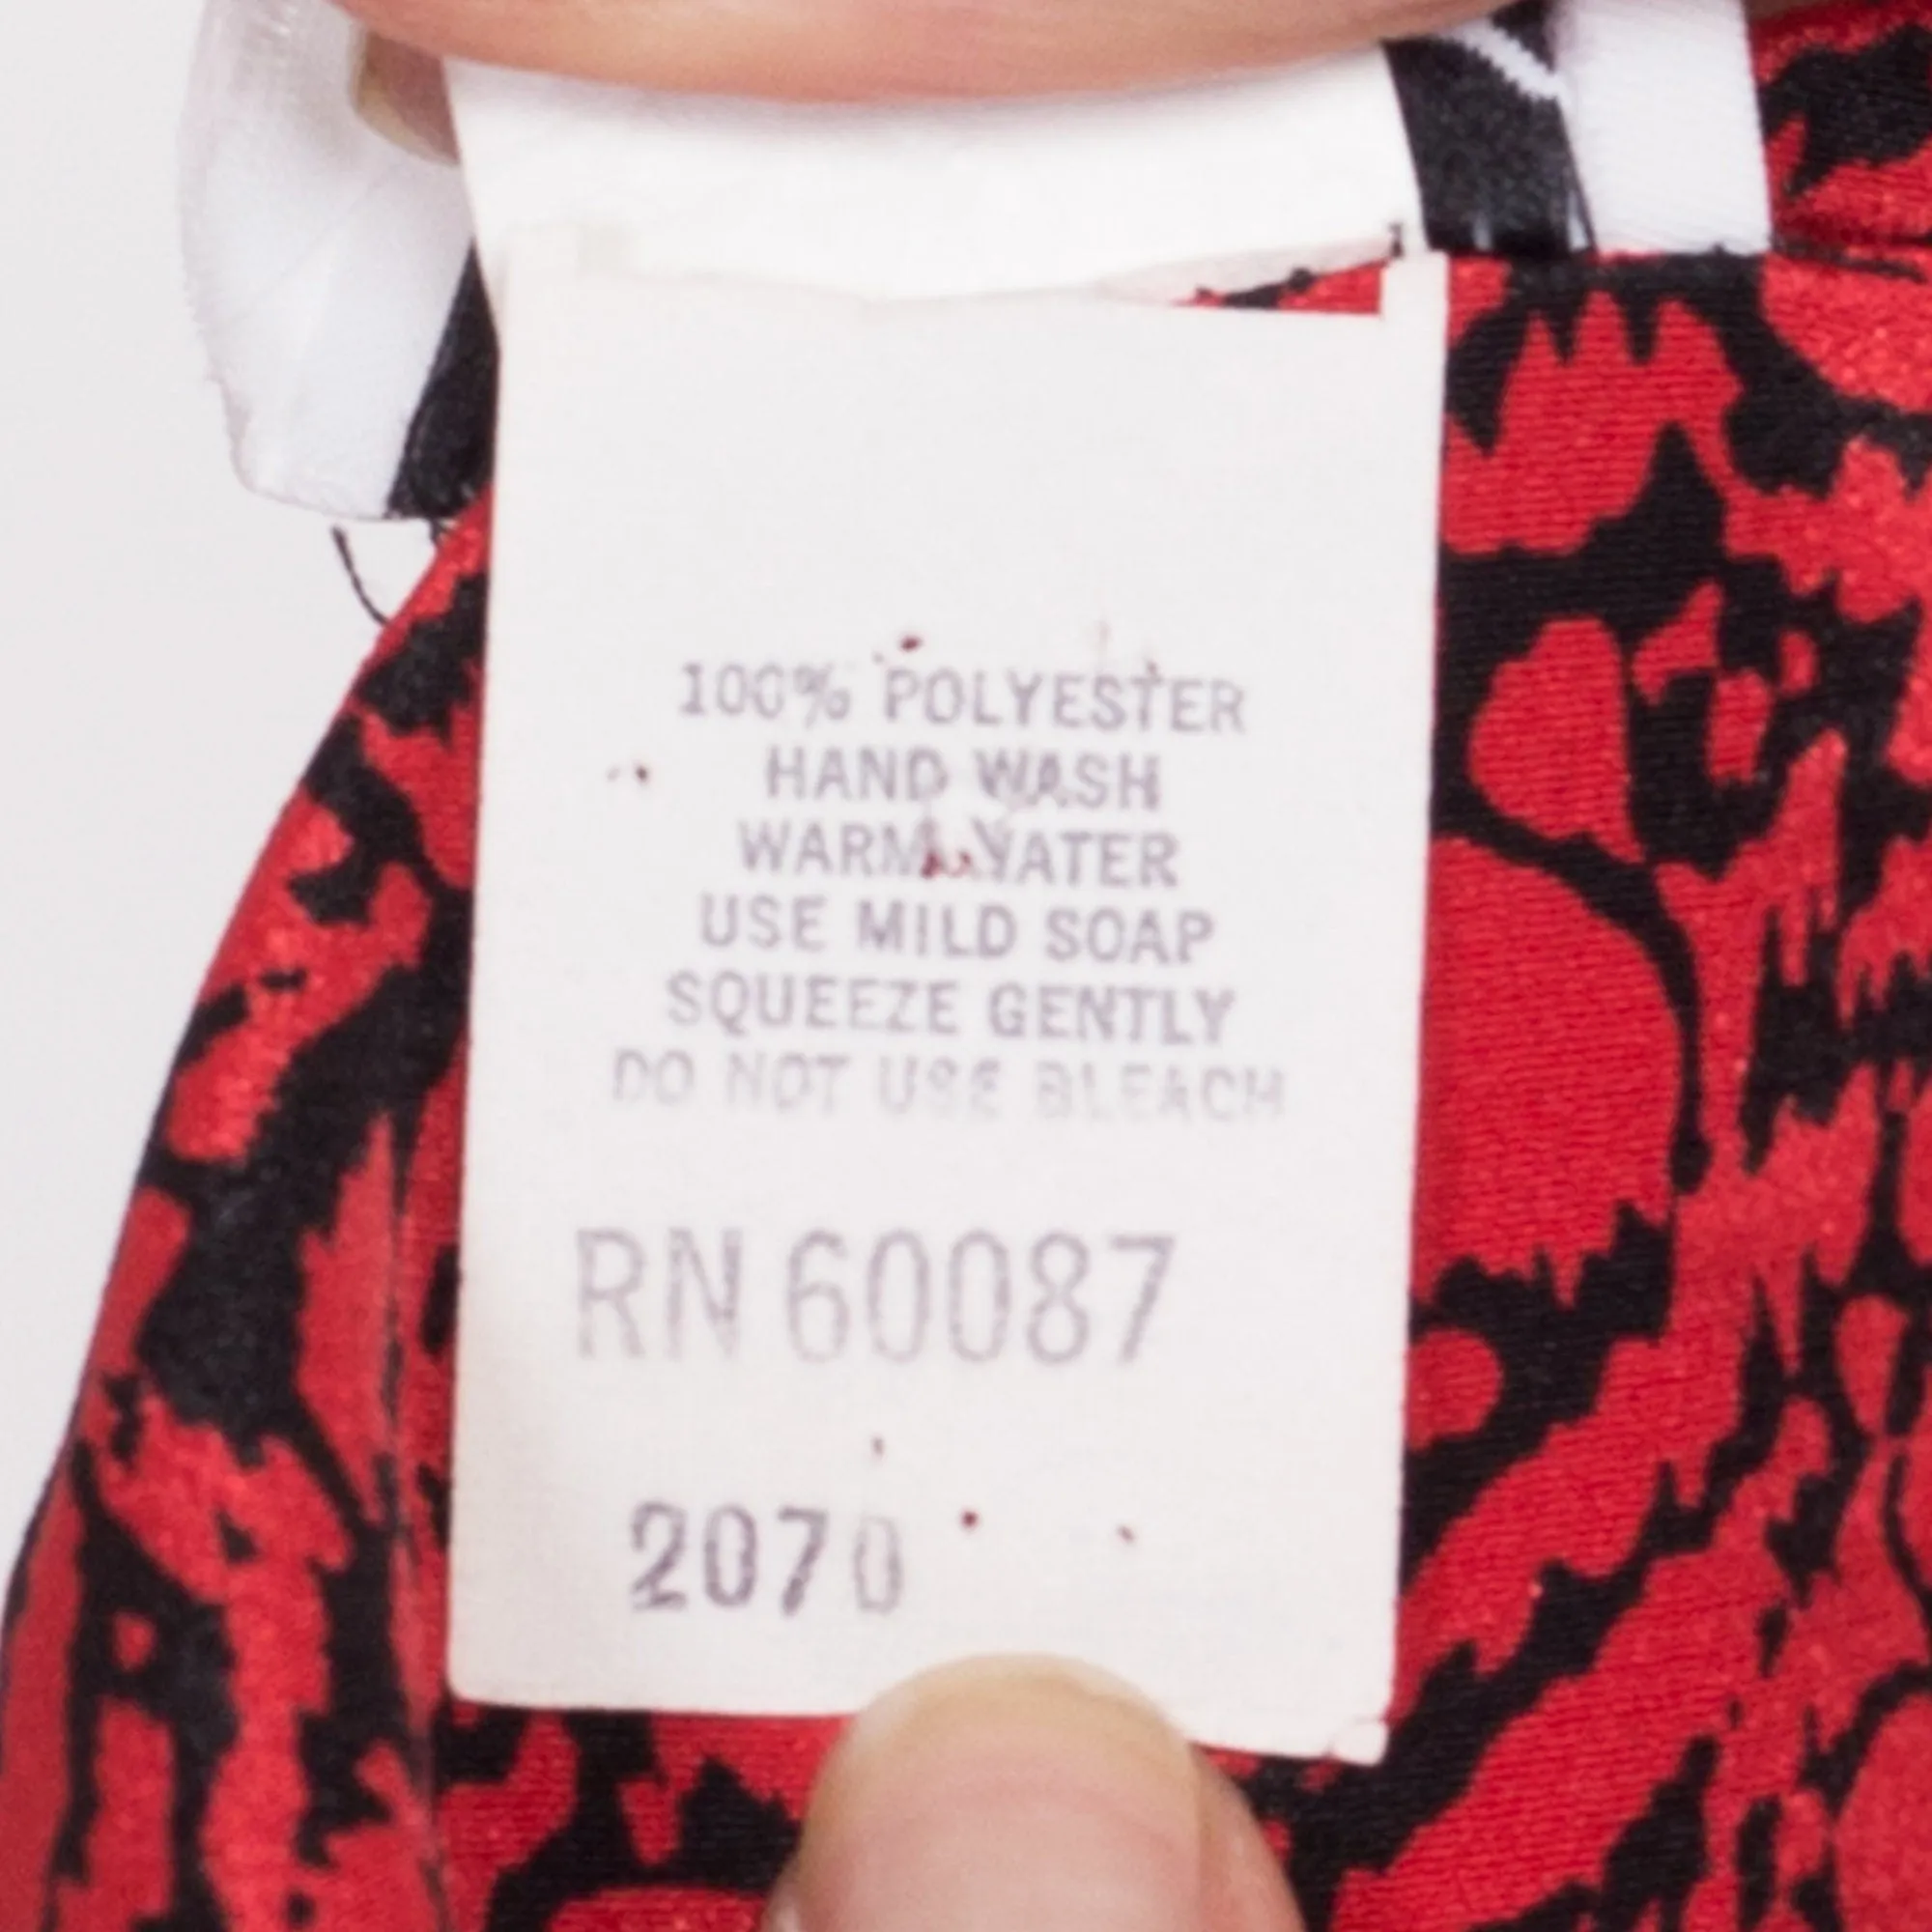 100% POLYESTER
HAND WASH
WARM WATER
USE MILD SOAP
SQUEEZE GENTLY
DO NOT USE BLEACH
RN 60087
2070